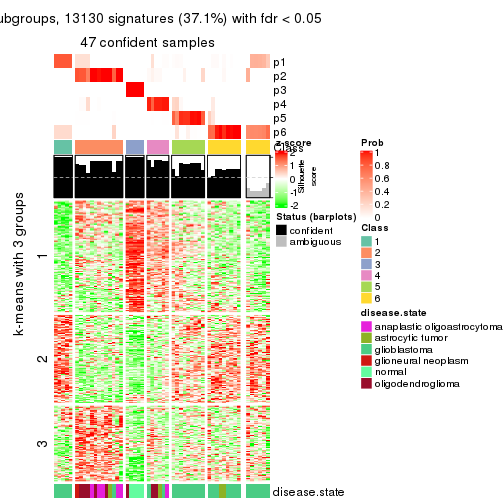 ubgroups, 13130 signatures (37.1%) with fdr < 0.05
47 confident samples
p1
p2
p3
p4
p5
p6
Class
z-score
2
1
0
-1
-2
Silhouette
score
Status (barplots)
confident
ambiguous
Prob
1
0.8
0.6
0.4
0.2
0
Class
1
2
3
4
5
6
disease.state
anaplastic oligoastrocytoma
astrocytic tumor
glioblastoma
glioneural neoplasm
normal
oligodendroglioma
k-means with 3 groups
1
2
3
disease.state